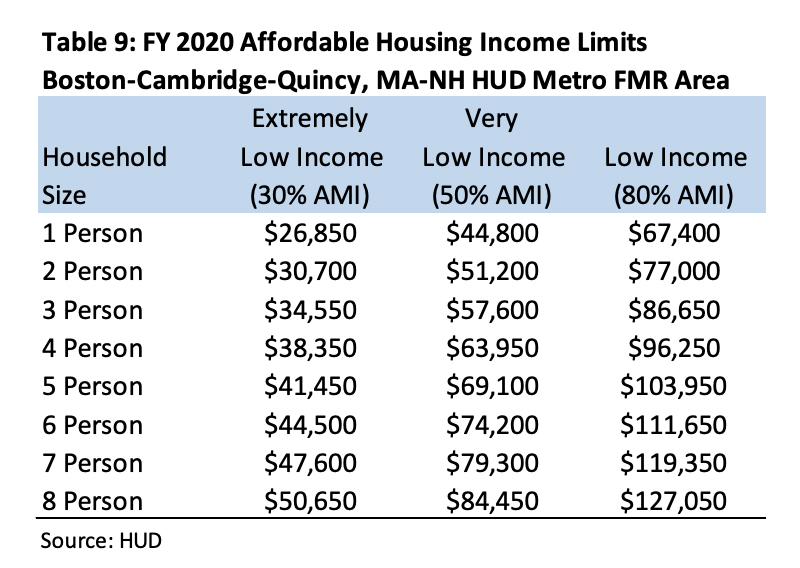 Table 9: FY 2020 Affordable Housing Income Limits
Boston-Cambridge-Quincy, MA-NH HUD Metro FMR Area
Extremely Very
Household Low Income Low Income Low Income
Size (30% AMI) (50% AMI) (80% AMI)
1 Person $26,850 $44,800 $67,400
2 Person $30,700 $51,200 $77,000
3 Person $34,550 $57,600 $86,650
4 Person $38,350 $63,950 $96,250
5 Person $41,450 $69,100 $103,950
6 Person $44,500 $74,200 $111,650
7 Person $47,600 $79,300 $119,350
8 Person $50,650 $84,450 $127,050
Source: HUD